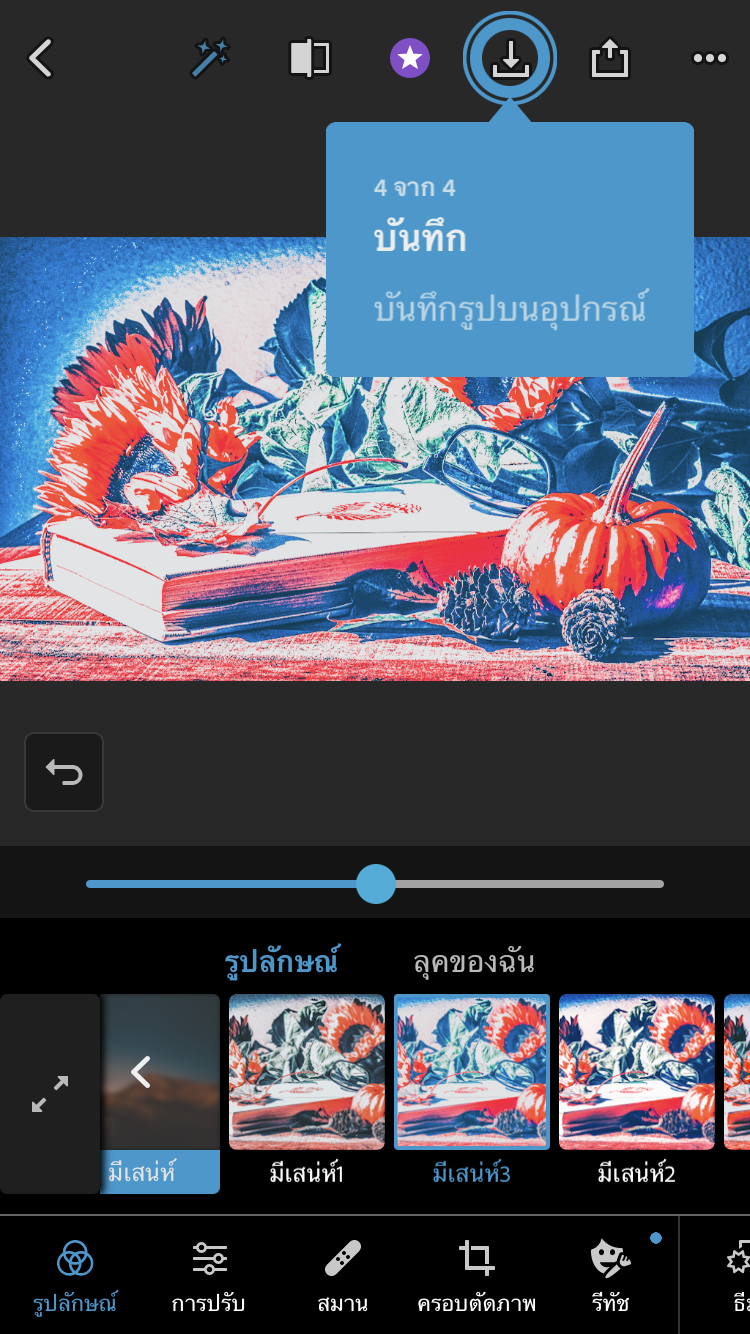 4 จาก 4
บันทึก
บันทึกรูปบนอุปกรณ์
รูปลักษณ์ ลุคของฉัน
มีเสน่ห์ มีเสน่ห์1 มีเสน่ห์3 มีเสน่ห์2
รูปลักษณ์ การปรับ สมาน ครอบตัดภาพ รีทัช